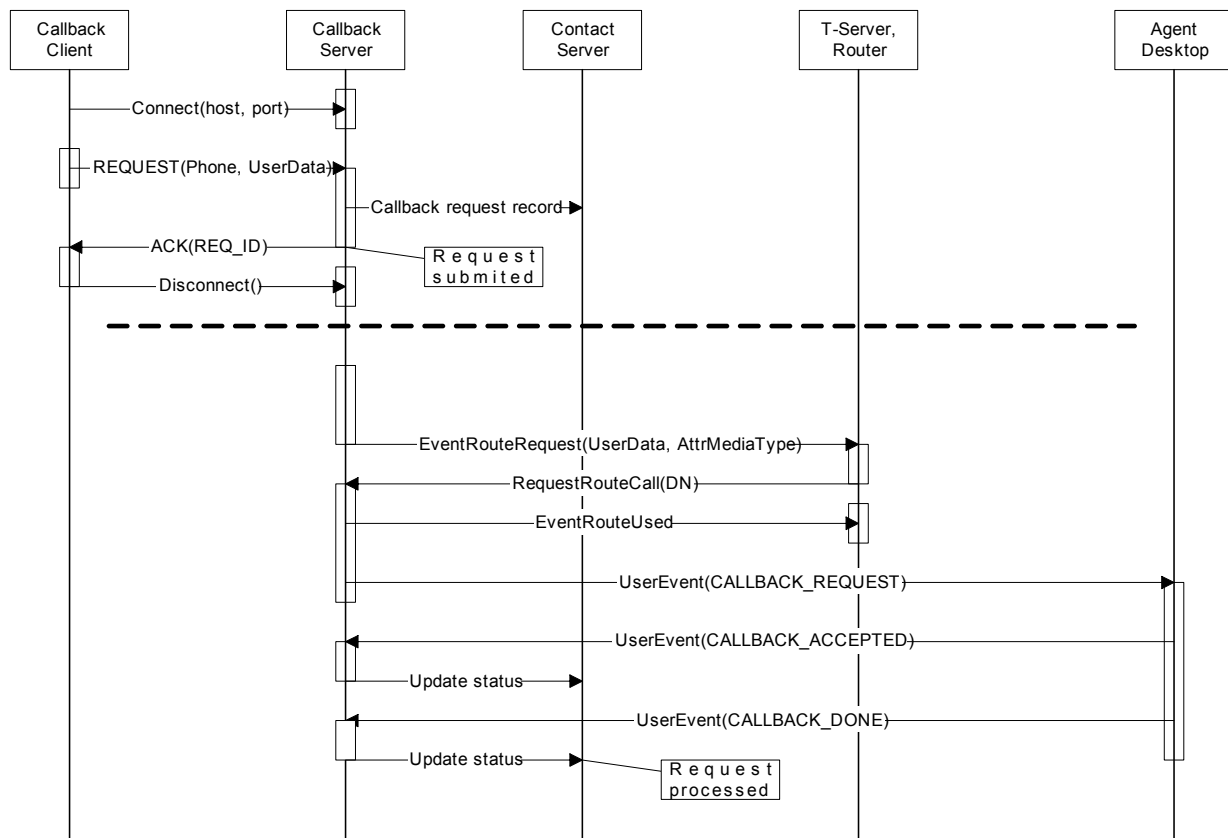 Callback
Client
Callback
Server
Contact
Server
T-Server,
Router
Agent
Desktop
Connect(host, port)
REQUEST(Phone, UserData)
Callback request record
ACK(REQ_ID)
Request
submited
Disconnect()
EventRouteRequest(UserData, AttrMediaType)
RequestRouteCall(DN)
EventRouteUsed
UserEvent(CALLBACK_REQUEST)
UserEvent(CALLBACK_ACCEPTED)
Update status
UserEvent(CALLBACK_DONE)
Update status
Request
processed